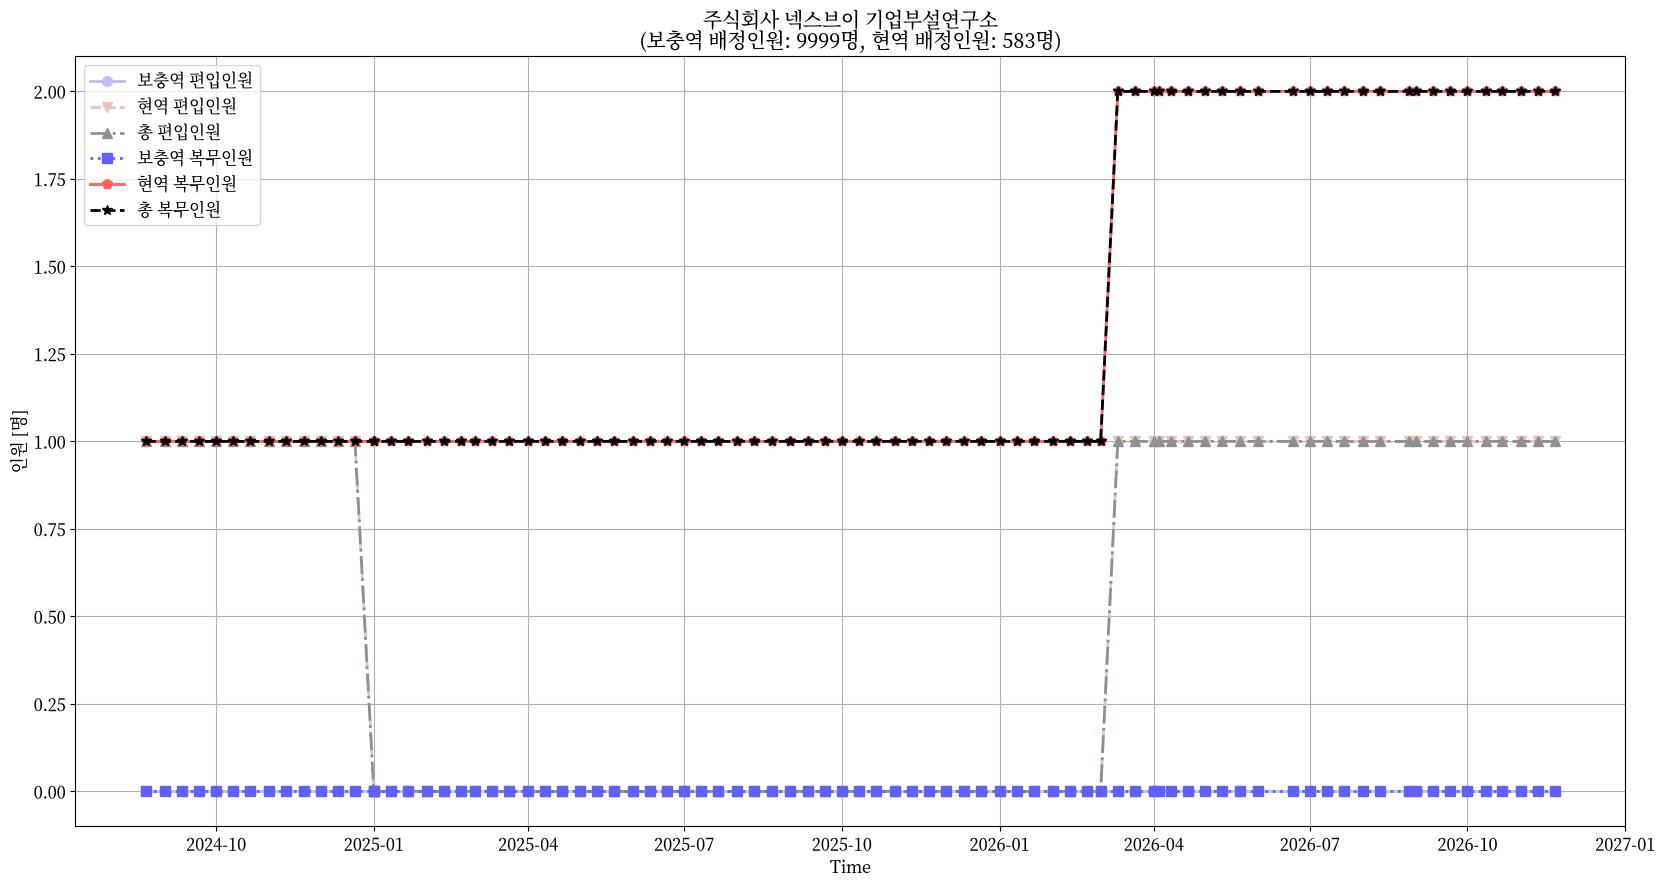 주식회사 넥스브이 기업부설연구소
(보충역 배정인원: 9999명, 현역 배정인원: 583명)
보충역 편입인원
현역 편입인원
총 편입인원
보충역 복무인원
현역 복무인원
총 복무인원
2.00
1.75
1.50
1.25
1.00
0.75
0.50
0.25
0.00
인원 [명]
2024-10
2025-01
2025-04
2025-07
2025-10
2026-01
2026-04
2026-07
2026-10
2027-01
Time